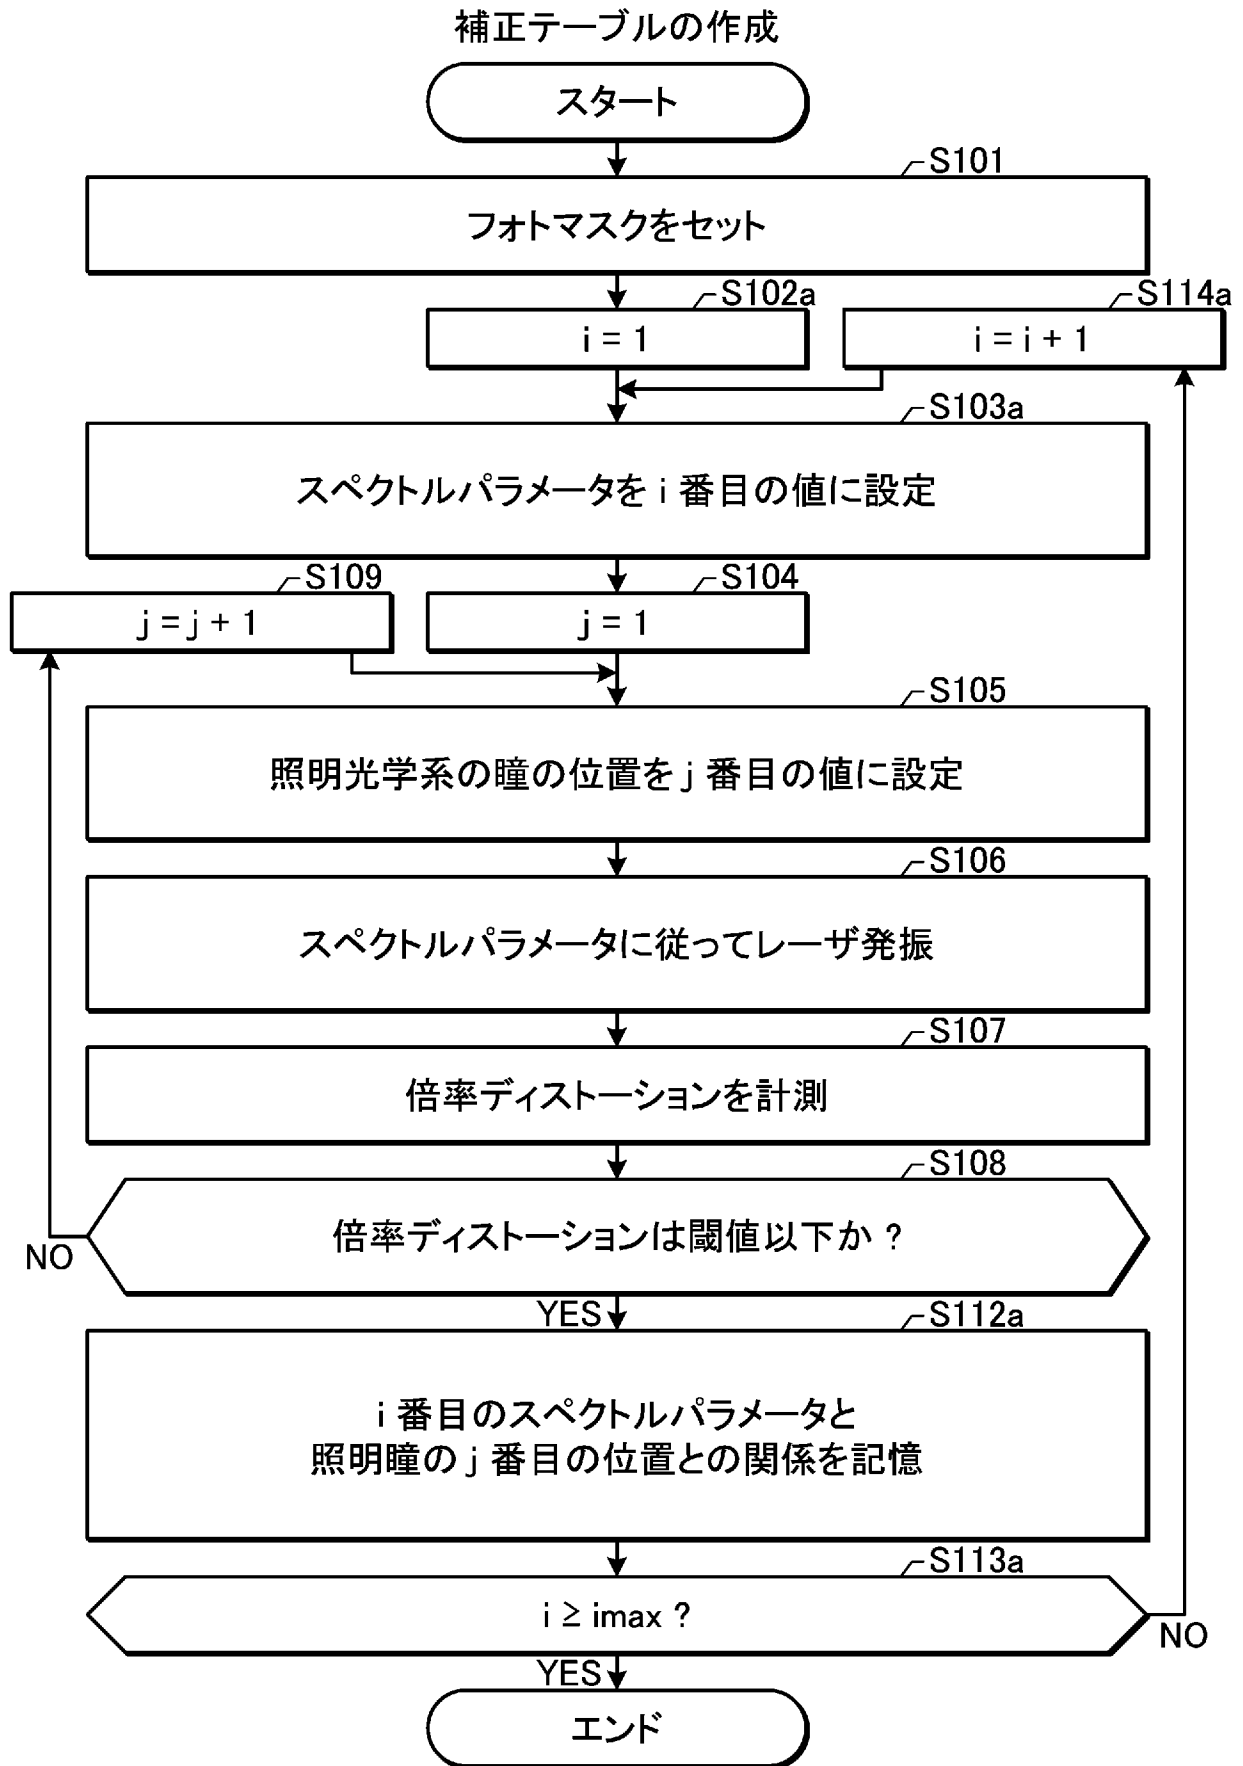 補正テーブルの作成
スタート
S101
フォトマスクをセット
S102a
i = 1
S114a
i = i + 1
S103a
スペクトルパラメータを i 番目の値に設定
S109
j = j + 1
S104
j = 1
S105
照明光学系の瞳の位置を j 番目の値に設定
S106
スペクトルパラメータに従ってレーザ発振
S107
倍率ディストーションを計測
S108
倍率ディストーションは閾値以下か ?
NO
YES
S112a
i 番目のスペクトルパラメータと
照明瞳の j 番目の位置との関係を記憶
S113a
i ≥ imax ?
NO
YES
エンド